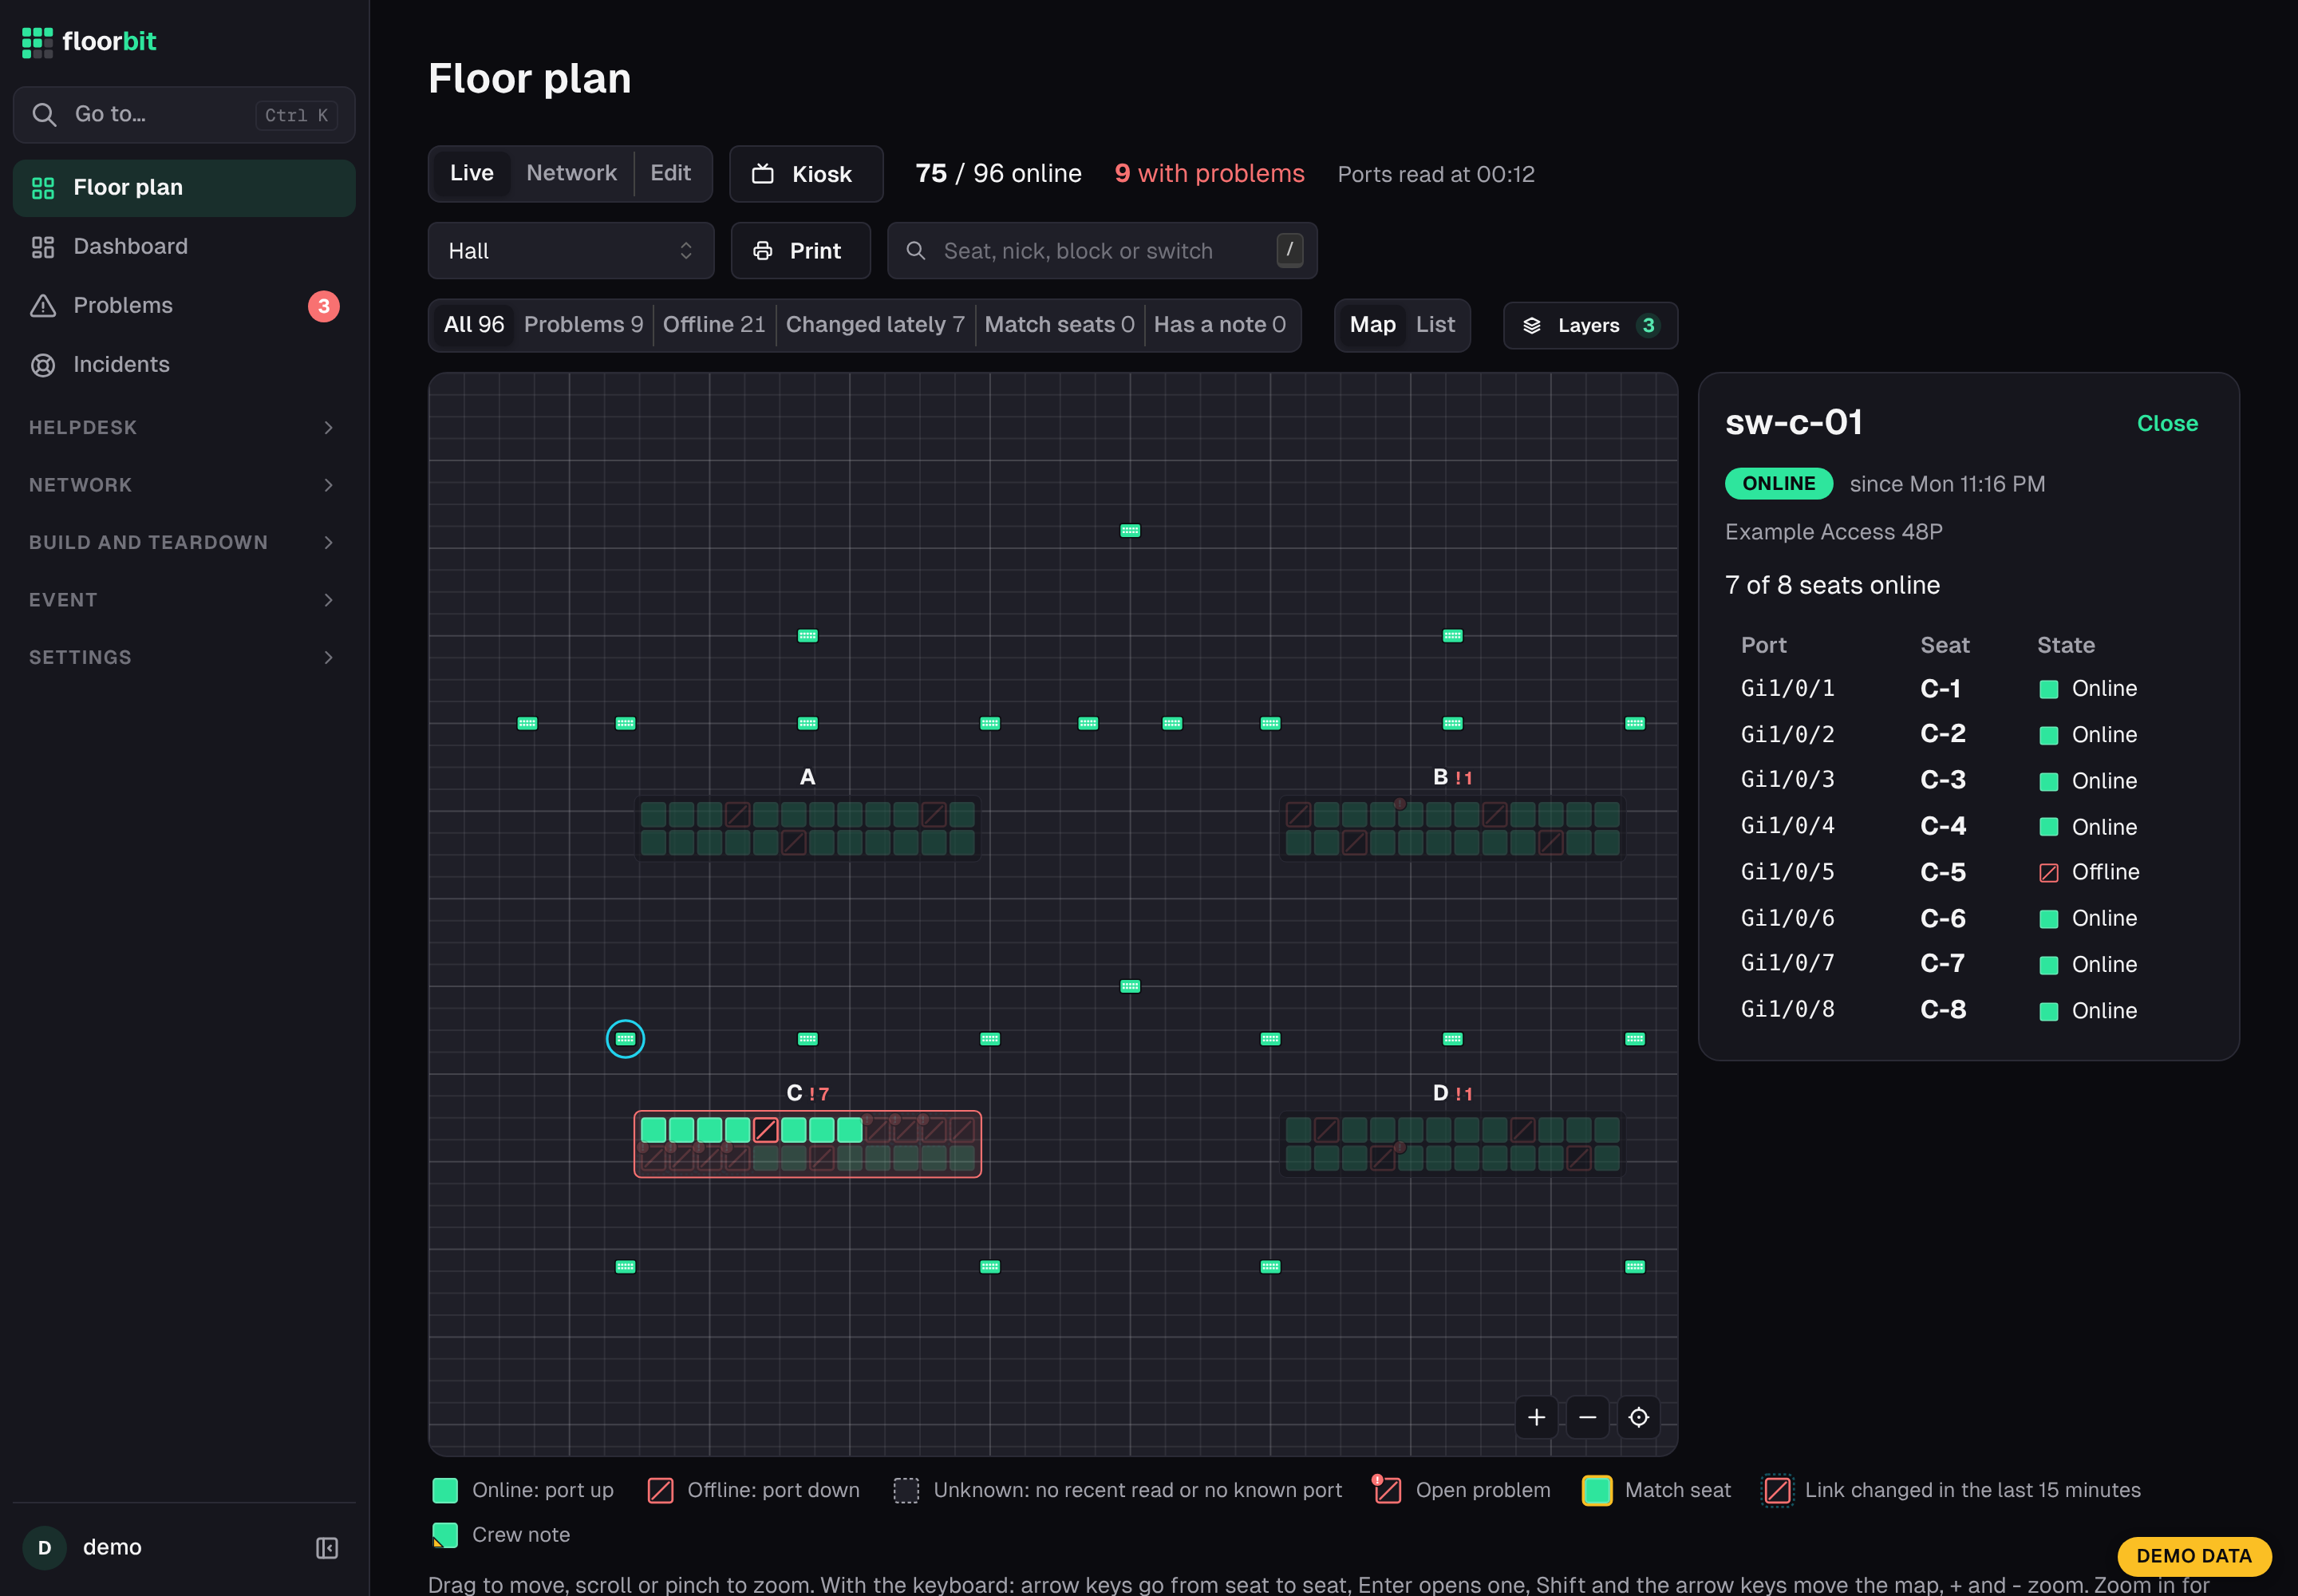 floorbit
Go to...
Ctrl K
Floor plan
Dashboard
Problems
3
Incidents
HELPDESK
NETWORK
BUILD AND TEARDOWN
EVENT
SETTINGS
D demo
Floor plan
Live Network Edit Kiosk 75 / 96 online 9 with problems Ports read at 00:12
Hall Print Seat, nick, block or switch /
All 96 Problems 9 Offline 21 Changed lately 7 Match seats 0 Has a note 0 Map List Layers 3
A
B !1
C !7
D !1
+ −
sw-c-01 Close
ONLINE since Mon 11:16 PM
Example Access 48P
7 of 8 seats online
Port Seat State
Gi1/0/1 C-1 Online
Gi1/0/2 C-2 Online
Gi1/0/3 C-3 Online
Gi1/0/4 C-4 Online
Gi1/0/5 C-5 Offline
Gi1/0/6 C-6 Online
Gi1/0/7 C-7 Online
Gi1/0/8 C-8 Online
Online: port up Offline: port down Unknown: no recent read or no known port Open problem Match seat Link changed in the last 15 minutes
Crew note
DEMO DATA
Drag to move, scroll or pinch to zoom. With the keyboard: arrow keys go from seat to seat, Enter opens one, Shift and the arrow keys move the map, + and - zoom. Zoom in for